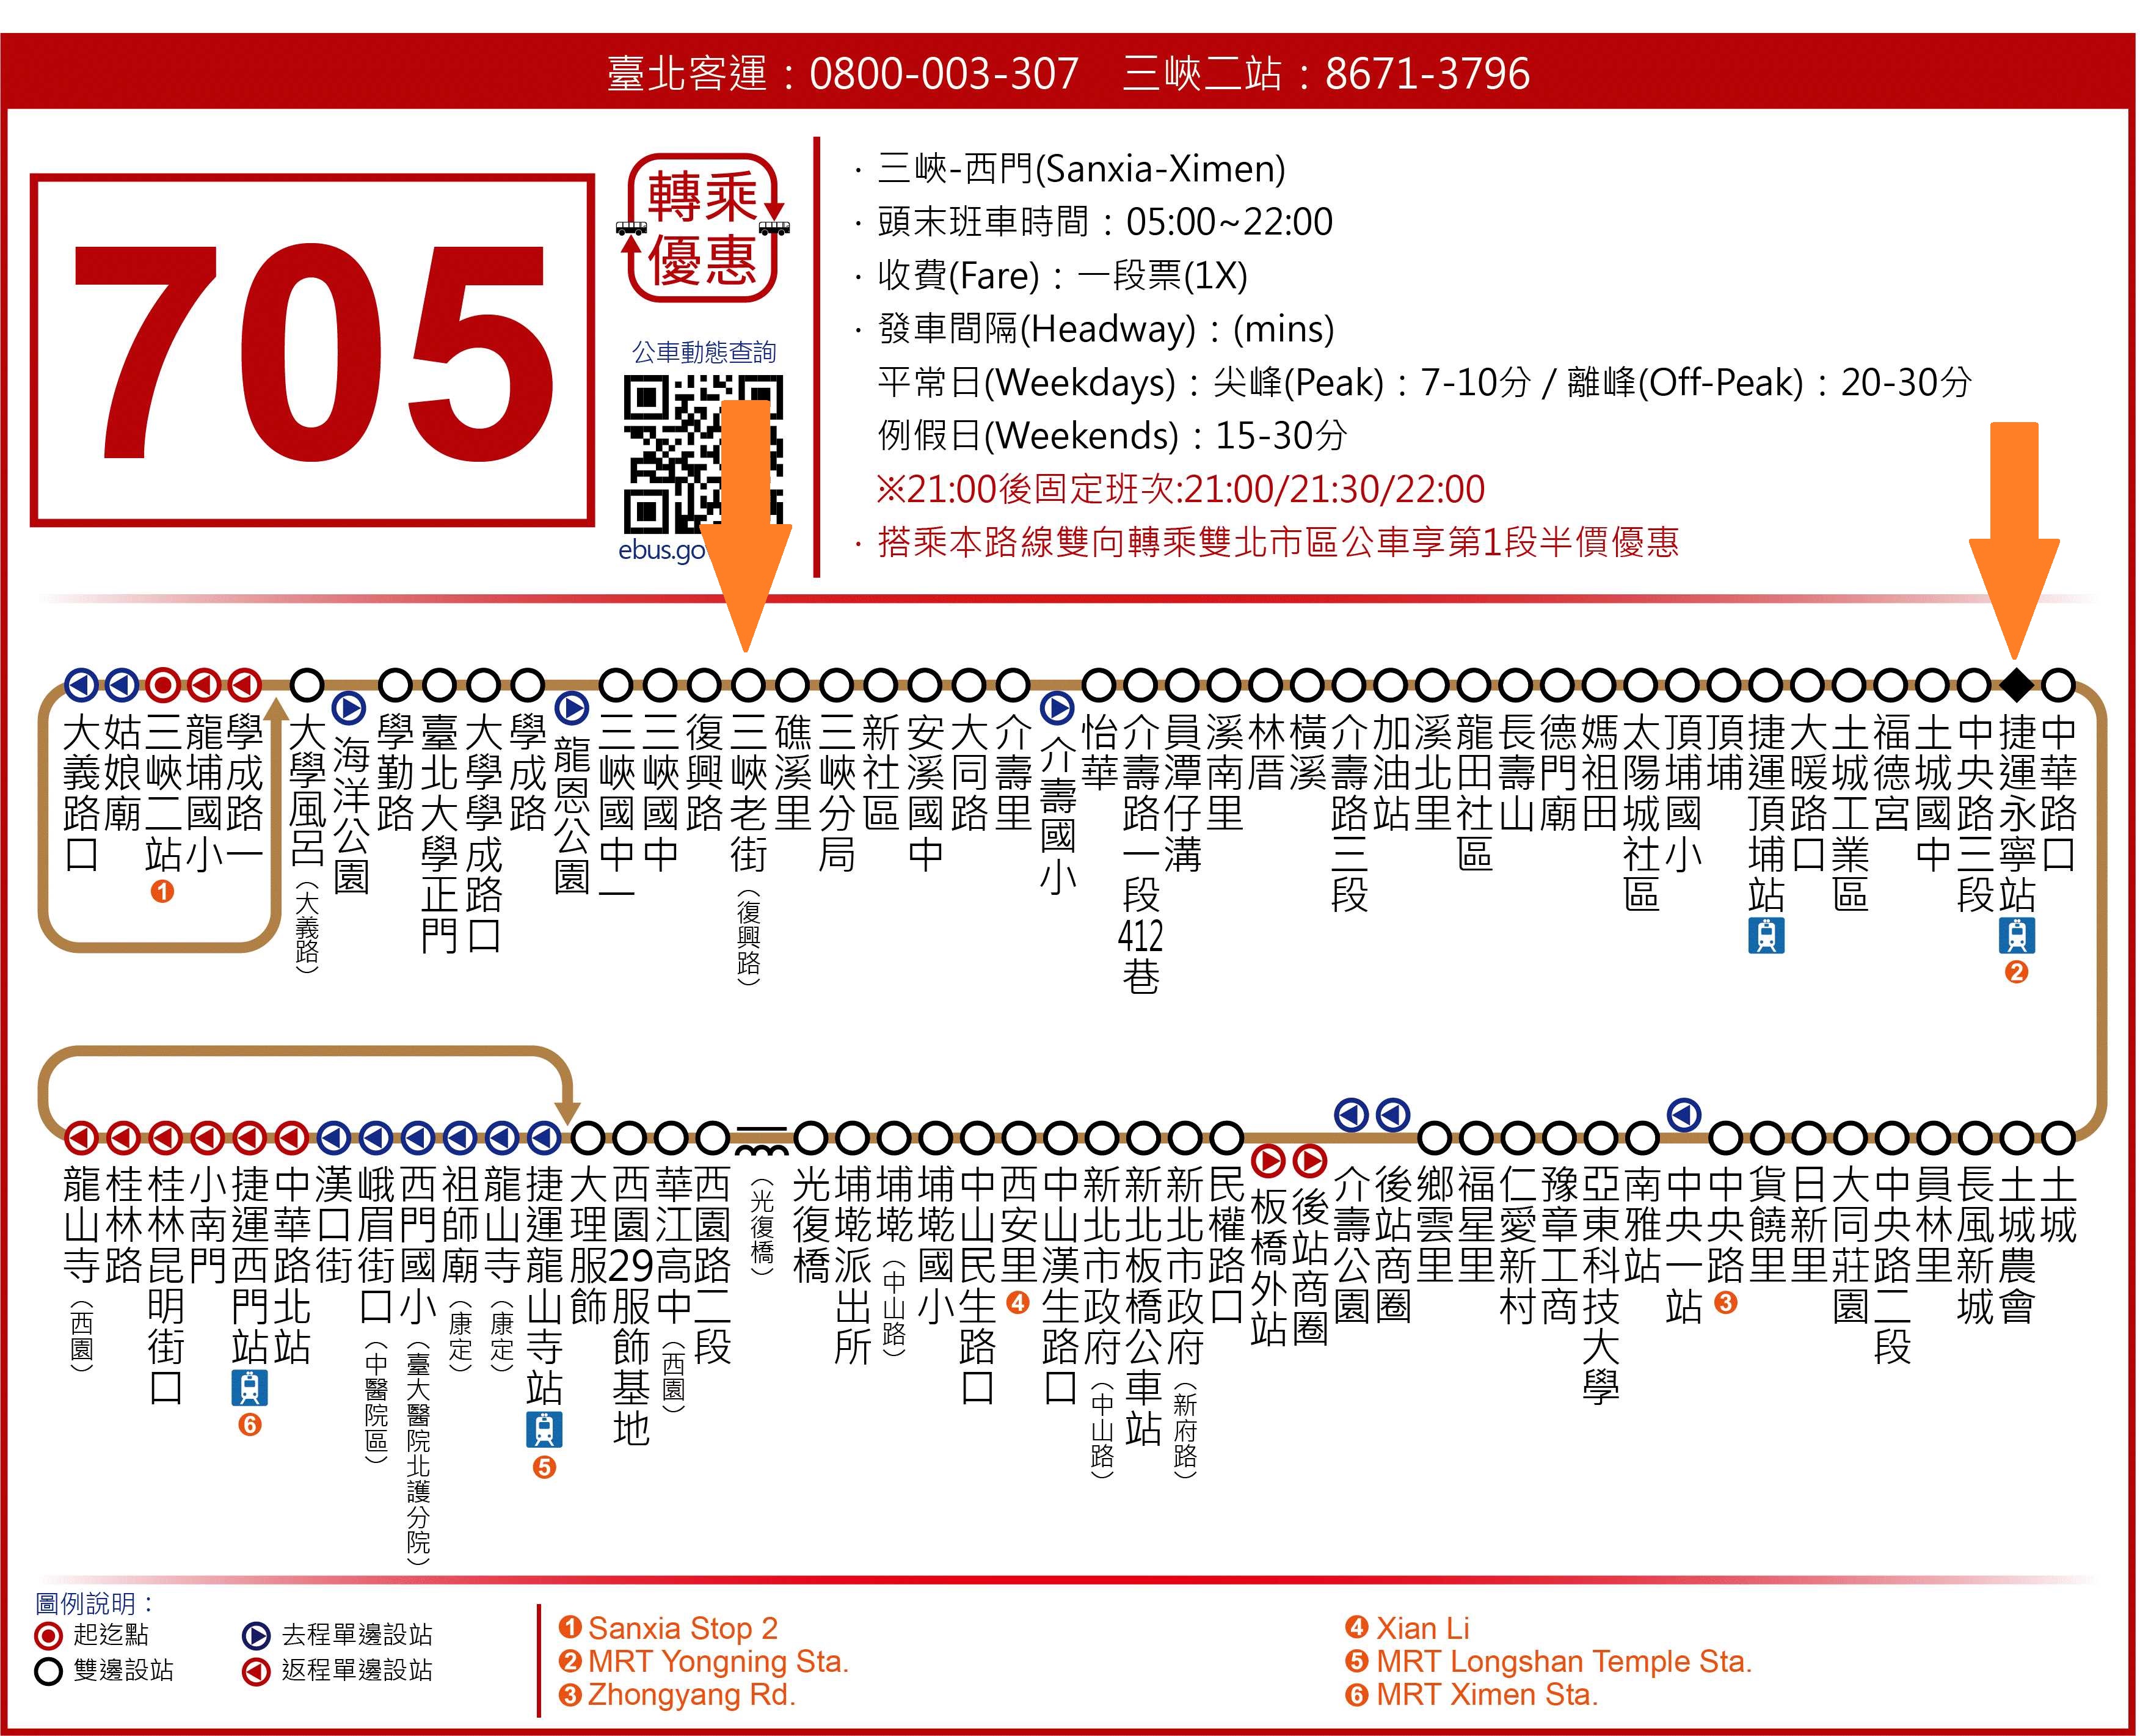 臺北客運：0800-003-307 三峽二站：8671-3796
705
轉乘
優惠
公車動態查詢
ebus.go
· 三峽-西門(Sanxia-Ximen)
· 頭末班車時間：05:00~22:00
· 收費(Fare)：一段票(1X)
· 發車間隔(Headway)：(mins)
平常日(Weekdays)：尖峰(Peak)：7-10分 / 離峰(Off-Peak)：20-30分
例假日(Weekends)：15-30分
※21:00後固定班次:21:00/21:30/22:00
· 搭乘本路線雙向轉乘雙北市區公車享第1段半價優惠
大義路口
姑娘廟
三峽二站 1
龍埔國小
學成路一
大學風呂（大義路）
海洋公園
學勤路
臺北大學正門
大學學成路口
學成路
龍恩公園
三峽國中一
三峽國中
復興路
三峽老街（復興路）
礁溪里
三峽分局
新社區
安溪國中
大同路
介壽里
介壽國小
怡華
介壽路一段412巷
員潭仔溝
溪南里
林厝
橫溪
介壽路三段
加油站
溪北里
龍田社區
長壽山
德門廟
媽祖田
太陽城社區
頂埔國小
頂埔
捷運頂埔站
大暖路口
土城工業區
福德宮
土城國中
中央路三段
捷運永寧站 2
中華路口
龍山寺（西園）
桂林路
桂林昆明街口
小南門
捷運西門站 6
中華路北站
漢口街
峨眉街口（中醫院區）
西門國小（臺大醫院北護分院）
祖師廟（康定）
龍山寺（康定）
捷運龍山寺站 5
大理服飾
西園29服飾基地
華江高中（西園）
西園路二段
（光復橋）
光復橋
埔墘派出所
埔墘（中山路）
埔墘國小
中山民生路口
西安里 4
中山漢生路口
新北市政府（中山路）
新北板橋公車站
新北市政府（新府路）
民權路口
板橋外站
後站商圈
介壽公園
後站商圈
鄉雲里
福星里
仁愛新村
豫章工商
亞東科技大學
南雅站
中央一站
中央路 3
貨饒里
日新里
大同莊園
中央路二段
員林里
長風新城
土城農會
土城
圖例說明：
起迄點
去程單邊設站
雙邊設站
返程單邊設站
1 Sanxia Stop 2
2 MRT Yongning Sta.
3 Zhongyang Rd.
4 Xian Li
5 MRT Longshan Temple Sta.
6 MRT Ximen Sta.